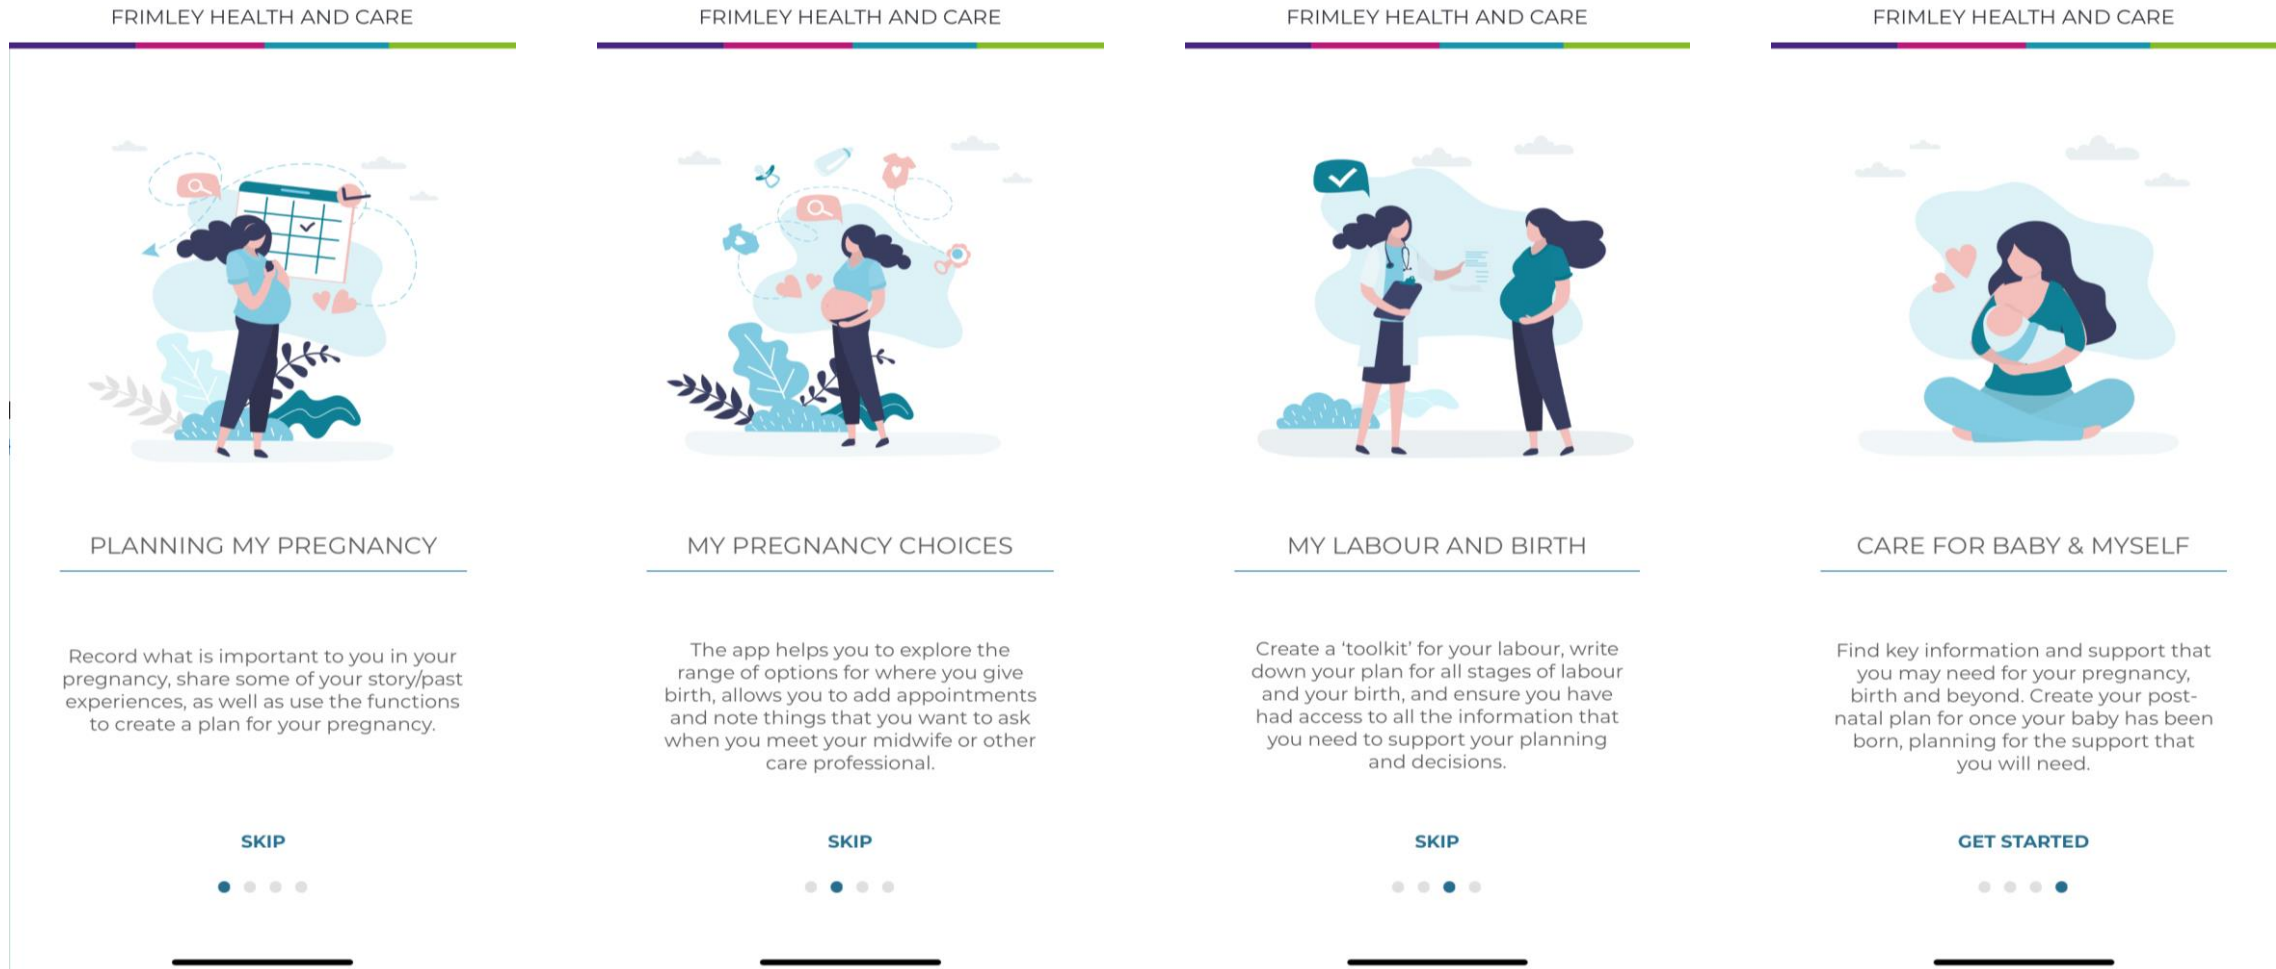 FRIMLEY HEALTH AND CARE
PLANNING MY PREGNANCY
Record what is important to you in your
pregnancy, share some of your story/past
experiences, as well as use the functions
to create a plan for your pregnancy.
SKIP
FRIMLEY HEALTH AND CARE
MY PREGNANCY CHOICES
The app helps you to explore the
range of options for where you give
birth, allows you to add appointments
and note things that you want to ask
when you meet your midwife or other
care professional.
SKIP
FRIMLEY HEALTH AND CARE
MY LABOUR AND BIRTH
Create a ‘toolkit’ for your labour, write
down your plan for all stages of labour
and your birth, and ensure you have
had access to all the information that
you need to support your planning
and decisions.
SKIP
FRIMLEY HEALTH AND CARE
CARE FOR BABY & MYSELF
Find key information and support that
you may need for your pregnancy,
birth and beyond. Create your post-
natal plan for once your baby has been
born, planning for the support that
you will need.
GET STARTED